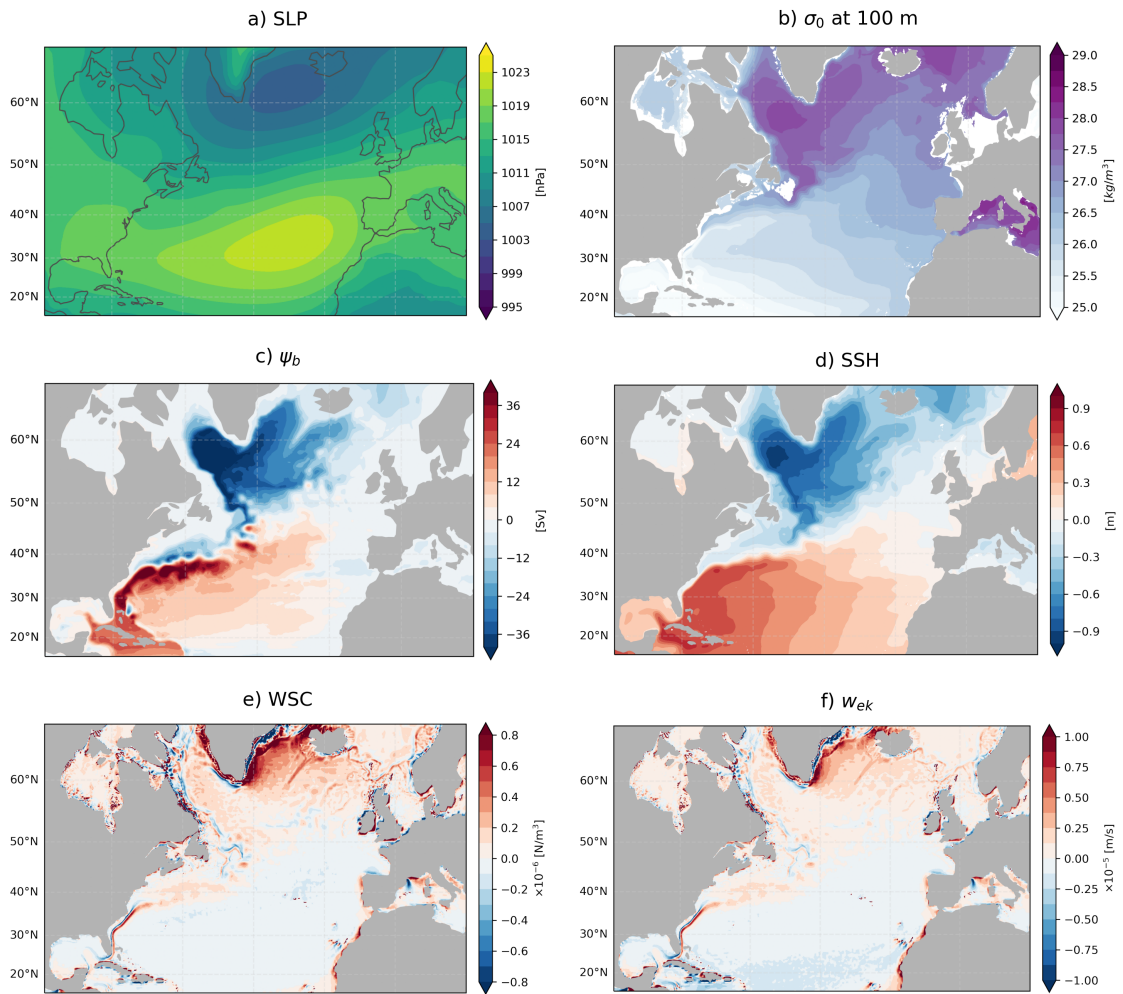 a) SLP
60°N
50°N
40°N
30°N
20°N
1023
1019
1015
1011
1007
1003
999
995
[hPa]
b) σ₀ at 100 m
60°N
50°N
40°N
30°N
20°N
29.0
28.5
28.0
27.5
27.0
26.5
26.0
25.5
25.0
[kg/m³]
c) ψ_b
60°N
50°N
40°N
30°N
20°N
36
24
12
0
−12
−24
−36
[Sv]
d) SSH
60°N
50°N
40°N
30°N
20°N
0.9
0.6
0.3
0.0
−0.3
−0.6
−0.9
[m]
e) WSC
60°N
50°N
40°N
30°N
20°N
0.8
0.6
0.4
0.2
0.0
−0.2
−0.4
−0.6
−0.8
×10⁻⁶ [N/m³]
f) w_ek
60°N
50°N
40°N
30°N
20°N
1.00
0.75
0.50
0.25
0.00
−0.25
−0.50
−0.75
−1.00
×10⁻⁵ [m/s]